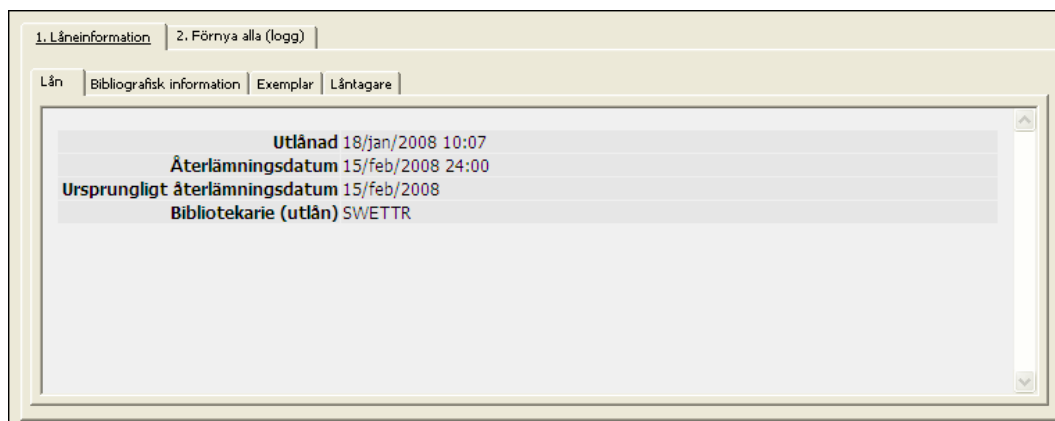 1. Låneinformation 2. Förnya alla (logg)
Lån Bibliografisk information Exemplar Låntagare
Utlånad 18/jan/2008 10:07
Återlämningsdatum 15/feb/2008 24:00
Ursprungligt återlämningsdatum 15/feb/2008
Bibliotekarie (utlån) SWETTR